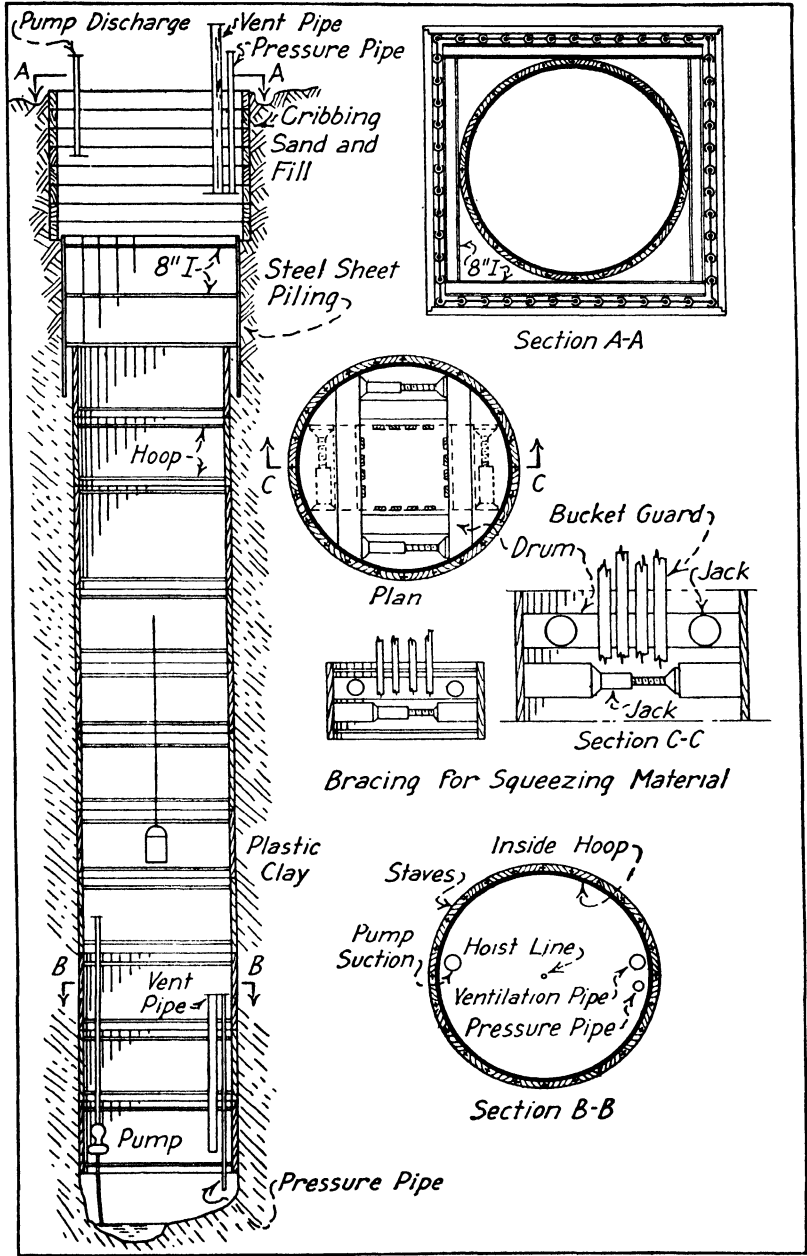 Pump Discharge
Vent Pipe
Pressure Pipe
A
A
Cribbing
Sand and
Fill
8"I
Steel Sheet
Piling
8"I
Section A-A
Hoop
C
C
Plan
Bucket Guard
Drum
Jack
Jack
Section C-C
Bracing for Squeezing Material
Plastic
Clay
Inside Hoop
Staves
Pump
Suction
Hoist Line
Ventilation Pipe
Pressure Pipe
Section B-B
B
B
Vent
Pipe
Pump
Pressure Pipe